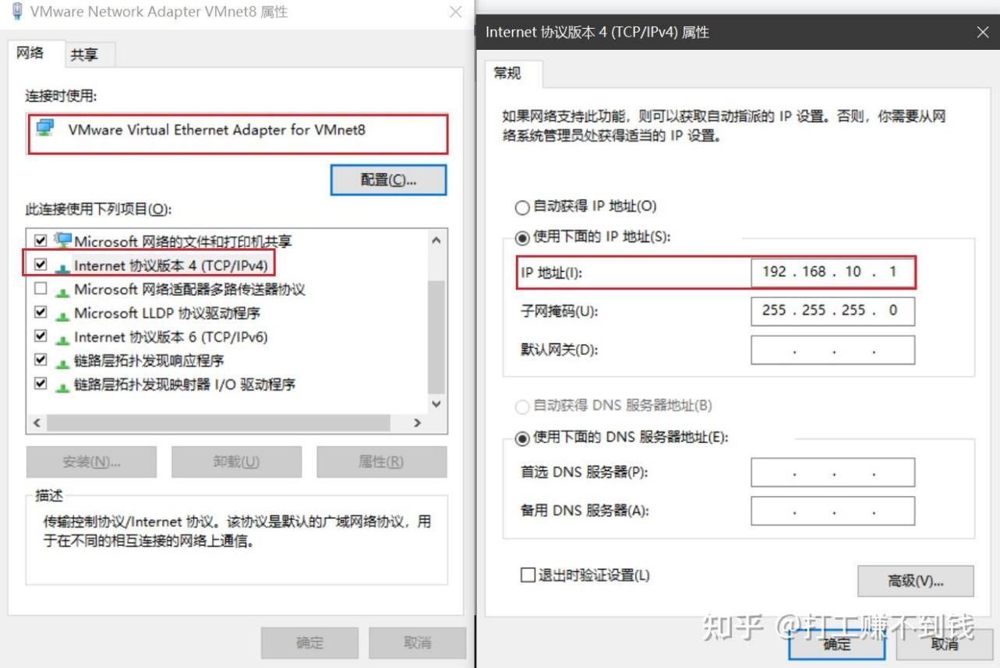 VMware Network Adapter VMnet8 属性
网络
共享
连接时使用:
VMware Virtual Ethernet Adapter for VMnet8
配置(C)...
此连接使用下列项目(O):
Microsoft 网络的文件和打印机共享
Internet 协议版本 4 (TCP/IPv4)
Microsoft 网络适配器多路传送器协议
Microsoft LLDP 协议驱动程序
Internet 协议版本 6 (TCP/IPv6)
链路层拓扑发现响应程序
链路层拓扑发现映射器 I/O 驱动程序
安装(N)...
卸载(U)
属性(R)
描述
传输控制协议/Internet 协议。该协议是默认的广域网络协议，用
于在不同的相互连接的网络上通信。
确定
取消
Internet 协议版本 4 (TCP/IPv4) 属性
常规
如果网络支持此功能，则可以获取自动指派的 IP 设置。否则，你需要从网
络系统管理员处获得适当的 IP 设置。
自动获得 IP 地址(O)
使用下面的 IP 地址(S):
IP 地址(I):
192 . 168 . 10 . 1
子网掩码(U):
255 . 255 . 255 . 0
默认网关(D):
. . .
自动获得 DNS 服务器地址(B)
使用下面的 DNS 服务器地址(E):
首选 DNS 服务器(P):
. . .
备用 DNS 服务器(A):
. . .
退出时验证设置(L)
高级(V)...
知乎 @打工赚不到钱
确定
取消